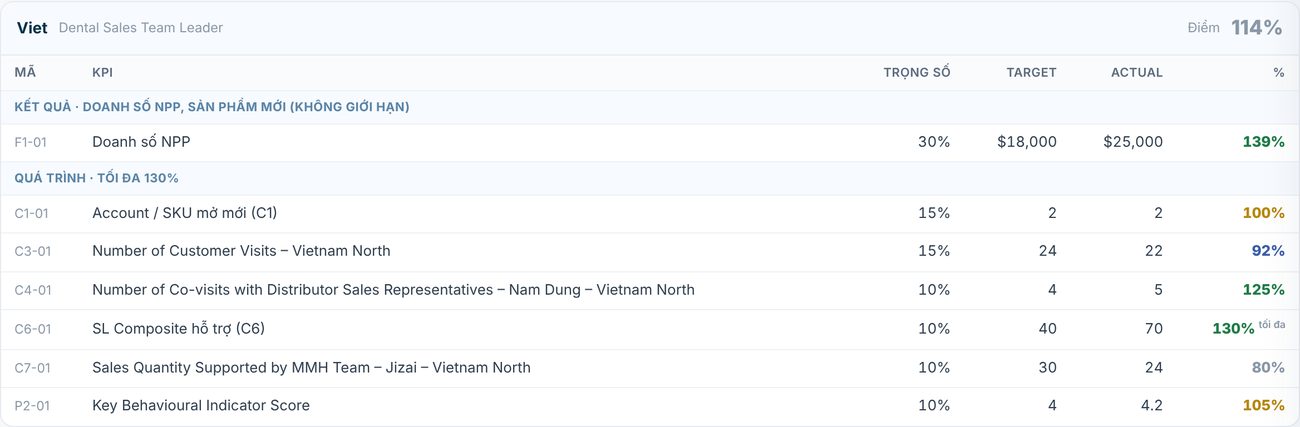 Viet Dental Sales Team Leader Điểm 114%
MÃ KPI TRỌNG SỐ TARGET ACTUAL %
KẾT QUẢ · DOANH SỐ NPP, SẢN PHẨM MỚI (KHÔNG GIỚI HẠN)
F1-01 Doanh số NPP 30% $18,000 $25,000 139%
QUÁ TRÌNH · TỐI ĐA 130%
C1-01 Account / SKU mở mới (C1) 15% 2 2 100%
C3-01 Number of Customer Visits – Vietnam North 15% 24 22 92%
C4-01 Number of Co-visits with Distributor Sales Representatives – Nam Dung – Vietnam North 10% 4 5 125%
C6-01 SL Composite hỗ trợ (C6) 10% 40 70 130% tối đa
C7-01 Sales Quantity Supported by MMH Team – Jizai – Vietnam North 10% 30 24 80%
P2-01 Key Behavioural Indicator Score 10% 4 4.2 105%